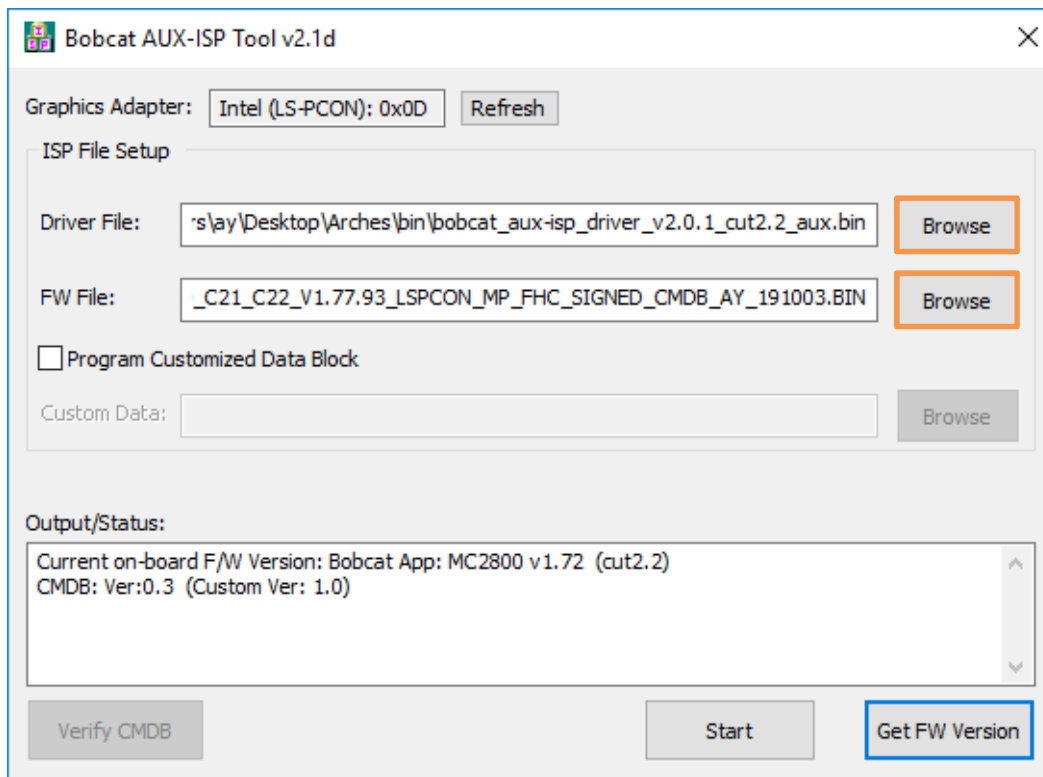 Bobcat AUX-ISP Tool v2.1d
Graphics Adapter: Intel (LS-PCON): 0x0D Refresh
ISP File Setup
Driver File: rs\ay\Desktop\Arches\bin\bobcat_aux-isp_driver_v2.0.1_cut2.2_aux.bin Browse
FW File: _C21_C22_V1.77.93_LSPCON_MP_FHC_SIGNED_CMDB_AY_191003.BIN Browse
Program Customized Data Block
Custom Data: Browse
Output/Status:
Current on-board F/W Version: Bobcat App: MC2800 v1.72 (cut2.2)
CMDB: Ver:0.3 (Custom Ver: 1.0)
Verify CMDB Start Get FW Version